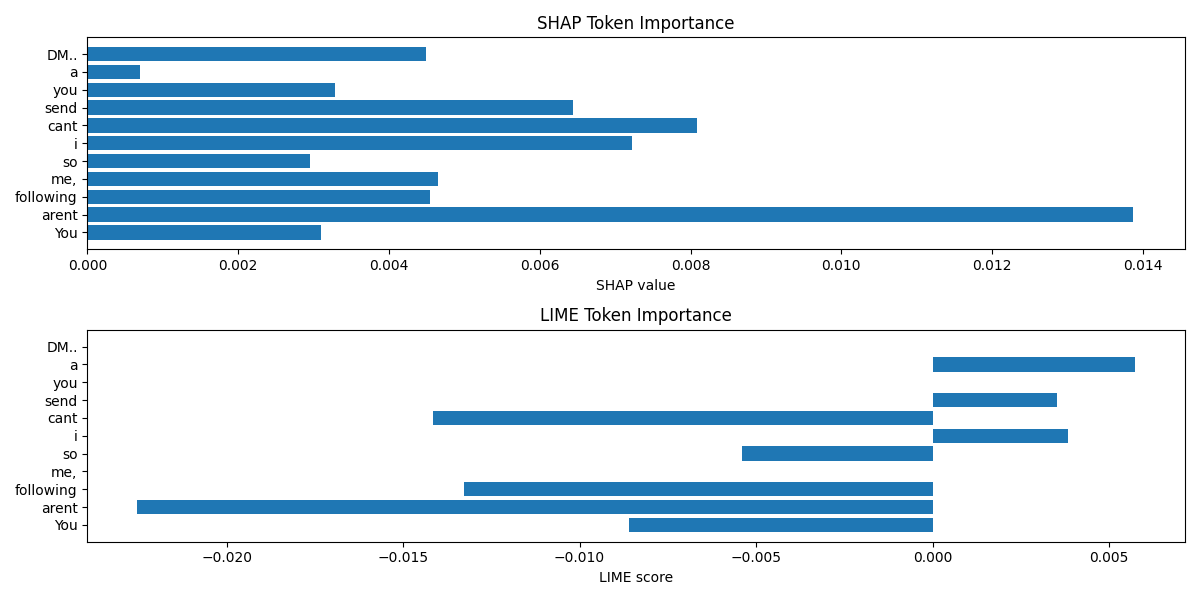 SHAP Token Importance
DM..
a
you
send
cant
i
so
me,
following
arent
You
0.000 0.002 0.004 0.006 0.008 0.010 0.012 0.014
SHAP value
LIME Token Importance
DM..
a
you
send
cant
i
so
me,
following
arent
You
−0.020 −0.015 −0.010 −0.005 0.000 0.005
LIME score